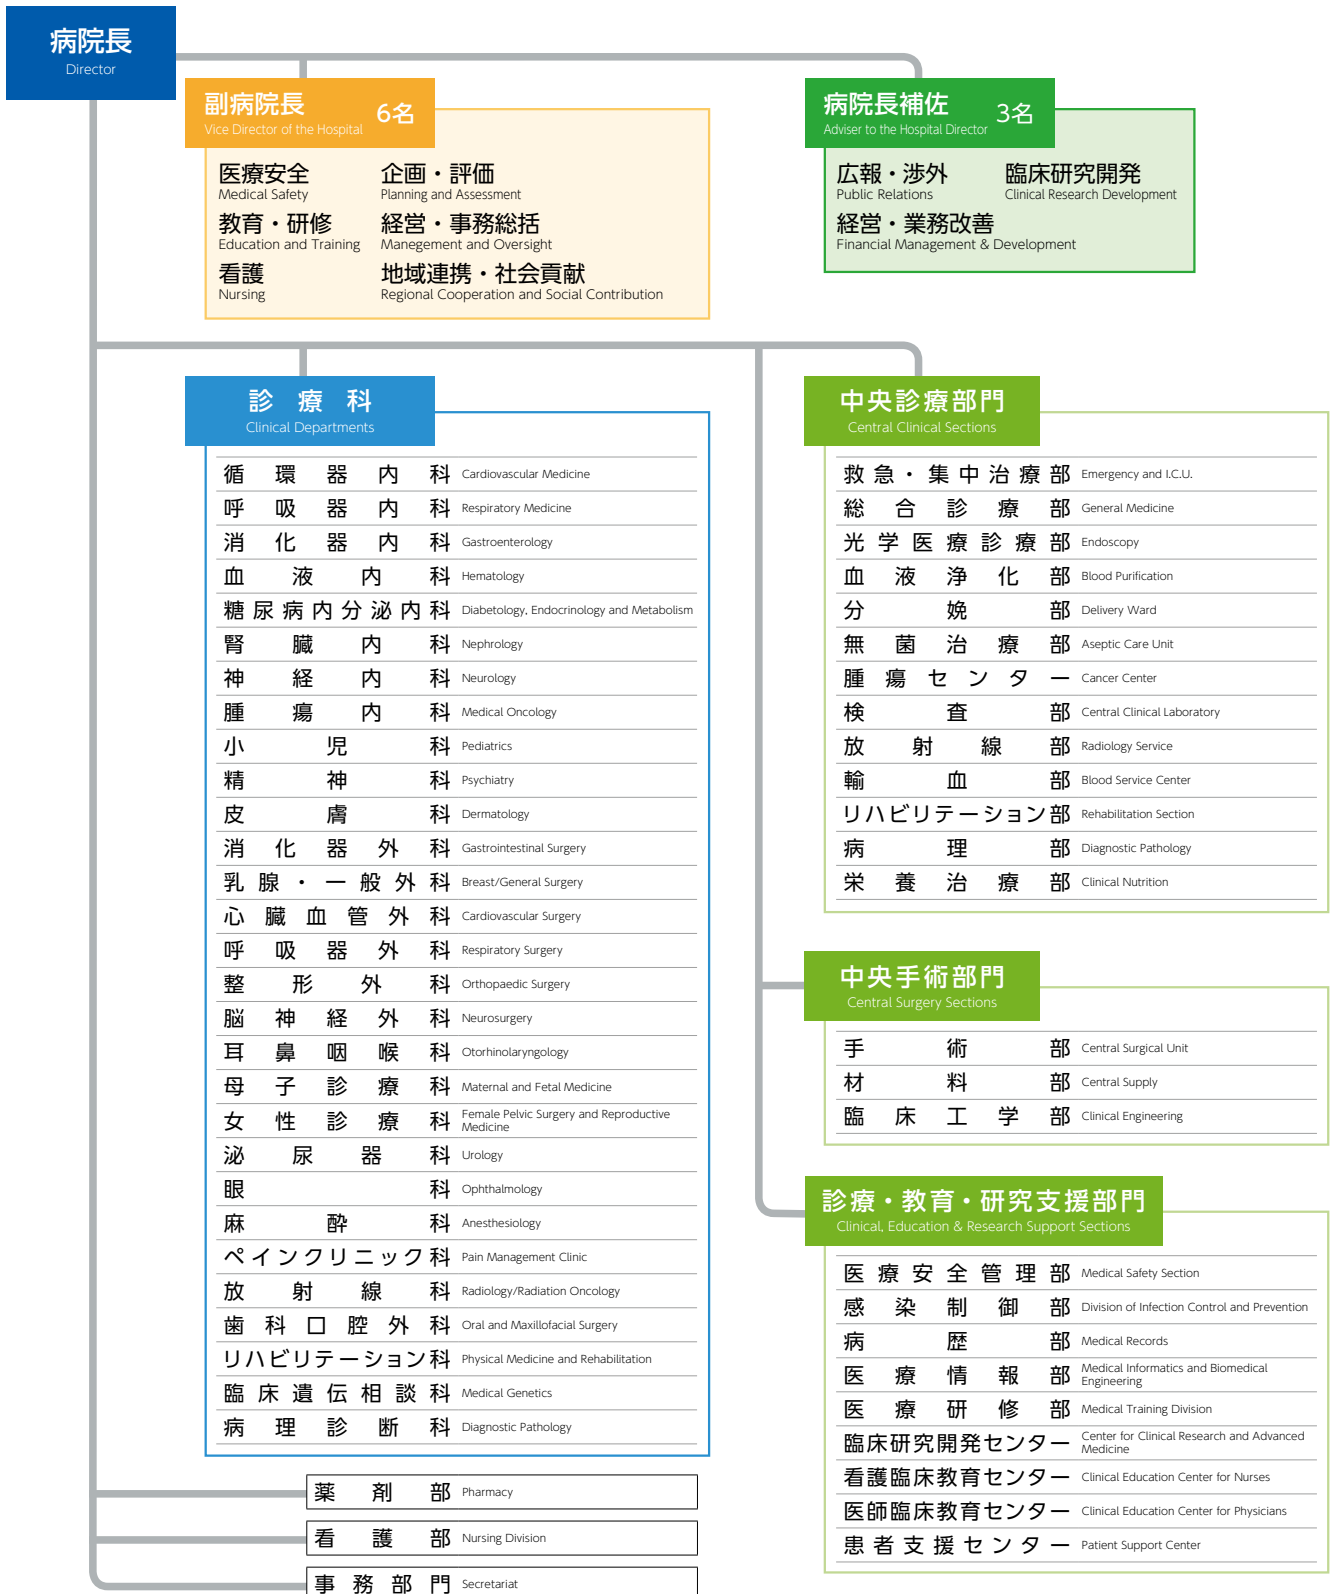 病院長
Director
副病院長 6名
Vice Director of the Hospital
医療安全
Medical Safety
企画・評価
Planning and Assessment
教育・研修
Education and Training
経営・事務総括
Manegement and Oversight
看護
Nursing
地域連携・社会貢献
Regional Cooperation and Social Contribution
病院長補佐 3名
Adviser to the Hospital Director
広報・渉外
Public Relations
臨床研究開発
Clinical Research Development
経営・業務改善
Financial Management & Development
診療科
Clinical Departments
循環器内科 Cardiovascular Medicine
呼吸器内科 Respiratory Medicine
消化器内科 Gastroenterology
血液内科 Hematology
糖尿病内分泌内科 Diabetology, Endocrinology and Metabolism
腎臓内科 Nephrology
神経内科 Neurology
腫瘍内科 Medical Oncology
小児科 Pediatrics
精神科 Psychiatry
皮膚科 Dermatology
消化器外科 Gastrointestinal Surgery
乳腺・一般外科 Breast/General Surgery
心臓血管外科 Cardiovascular Surgery
呼吸器外科 Respiratory Surgery
整形外科 Orthopaedic Surgery
脳神経外科 Neurosurgery
耳鼻咽喉科 Otorhinolaryngology
母子診療科 Maternal and Fetal Medicine
女性診療科 Female Pelvic Surgery and Reproductive
Medicine
泌尿器科 Urology
眼科 Ophthalmology
麻酔科 Anesthesiology
ペインクリニック科 Pain Management Clinic
放射線科 Radiology/Radiation Oncology
歯科口腔外科 Oral and Maxillofacial Surgery
リハビリテーション科 Physical Medicine and Rehabilitation
臨床遺伝相談科 Medical Genetics
病理診断科 Diagnostic Pathology
薬剤部 Pharmacy
看護部 Nursing Division
事務部門 Secretariat
中央診療部門
Central Clinical Sections
救急・集中治療部 Emergency and I.C.U.
総合診療部 General Medicine
光学医療診療部 Endoscopy
血液浄化部 Blood Purification
分娩部 Delivery Ward
無菌治療部 Aseptic Care Unit
腫瘍センター Cancer Center
検査部 Central Clinical Laboratory
放射線部 Radiology Service
輸血部 Blood Service Center
リハビリテーション部 Rehabilitation Section
病理部 Diagnostic Pathology
栄養治療部 Clinical Nutrition
中央手術部門
Central Surgery Sections
手術部 Central Surgical Unit
材料部 Central Supply
臨床工学部 Clinical Engineering
診療・教育・研究支援部門
Clinical, Education & Research Support Sections
医療安全管理部 Medical Safety Section
感染制御部 Division of Infection Control and Prevention
病歴部 Medical Records
医療情報部 Medical Informatics and Biomedical
Engineering
医療研修部 Medical Training Division
臨床研究開発センター Center for Clinical Research and Advanced
Medicine
看護臨床教育センター Clinical Education Center for Nurses
医師臨床教育センター Clinical Education Center for Physicians
患者支援センター Patient Support Center